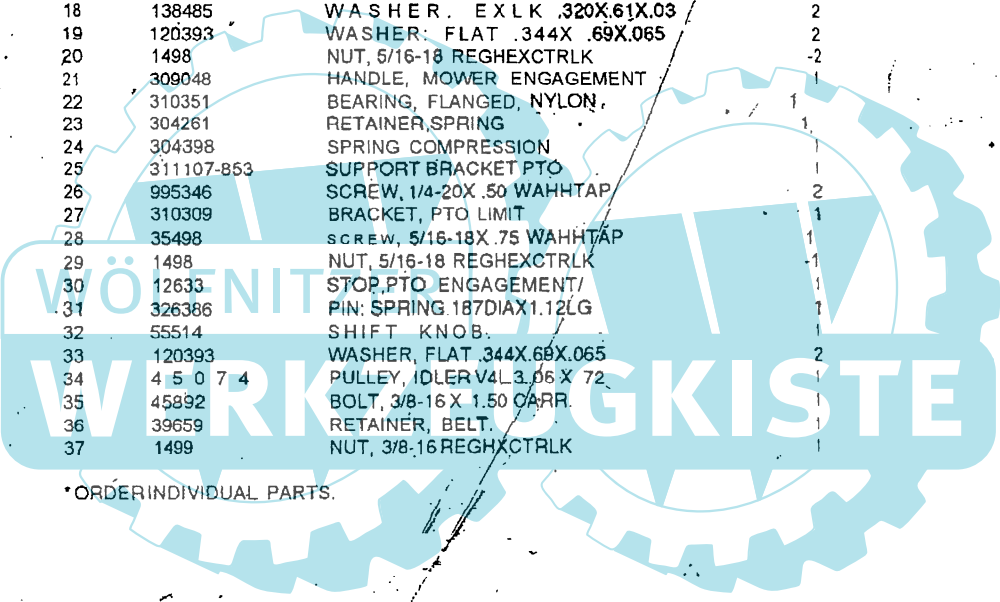 18 138485 WASHER. EXLK .320X.61X.03 2
19 120393 WASHER: FLAT .344X .69X.065 2
20 1498 NUT, 5/16-18 REGHEXCTRLK -2
21 309048 HANDLE, MOWER ENGAGEMENT 1
22 310351 BEARING, FLANGED, NYLON, 1
23 304261 RETAINER,SPRING 1
24 304398 SPRING COMPRESSION 1
25 311107-853 SUPPORT BRACKET PTO 1
26 995346 SCREW, 1/4-20X .50 WAHHTAP 2
27 310309 BRACKET, PTO LIMIT 1
28 35498 SCREW, 5/16-18X .75 WAHHTAP 1
29 1498 NUT, 5/16-18 REGHEXCTRLK -1
30 12633 STOP,PTO ENGAGEMENT/ 1
31 326386 PIN: SPRING.187DIAX1.12LG 1
32 55514 SHIFT KNOB. 1
33 120393 WASHER, FLAT .344X.69X.065 2
34 45074 PULLEY, IDLER V4L 3.06 X 72 1
35 45892 BOLT, 3/8-16 X 1.50 CARR. 1
36 39659 RETAINER, BELT. 1
37 1499 NUT, 3/8-16 REGHXCTRLK 1
*ORDER INDIVIDUAL PARTS.
WÖLFNITZER
WERKZEUGKISTE